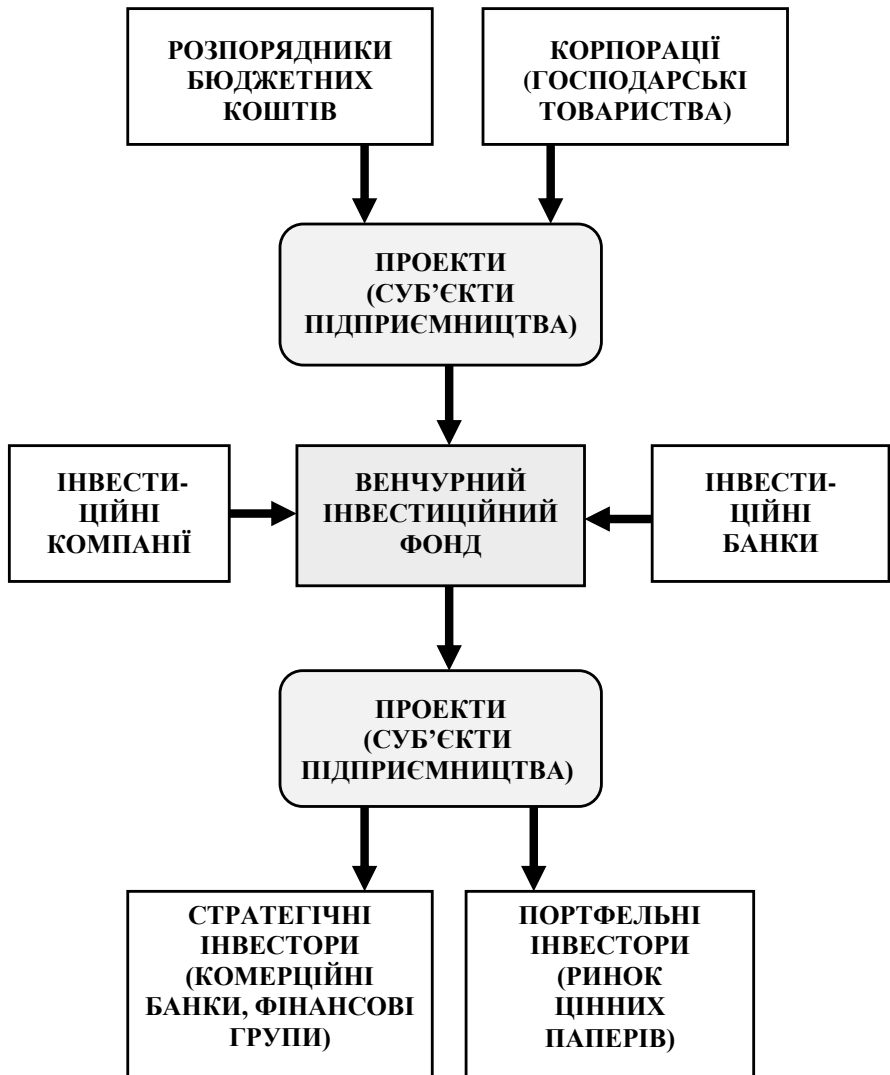 РОЗПОРЯДНИКИ
БЮДЖЕТНИХ
КОШТІВ
КОРПОРАЦІЇ
(ГОСПОДАРСЬКІ
ТОВАРИСТВА)
ПРОЕКТИ
(СУБ’ЄКТИ
ПІДПРИЄМНИЦТВА)
ІНВЕСТИ-
ЦІЙНІ
КОМПАНІЇ
ВЕНЧУРНИЙ
ІНВЕСТИЦІЙНИЙ
ФОНД
ІНВЕСТИ-
ЦІЙНІ
БАНКИ
ПРОЕКТИ
(СУБ’ЄКТИ
ПІДПРИЄМНИЦТВА)
СТРАТЕГІЧНІ
ІНВЕСТОРИ
(КОМЕРЦІЙНІ
БАНКИ, ФІНАНСОВІ
ГРУПИ)
ПОРТФЕЛЬНІ
ІНВЕСТОРИ
(РИНОК
ЦІННИХ
ПАПЕРІВ)